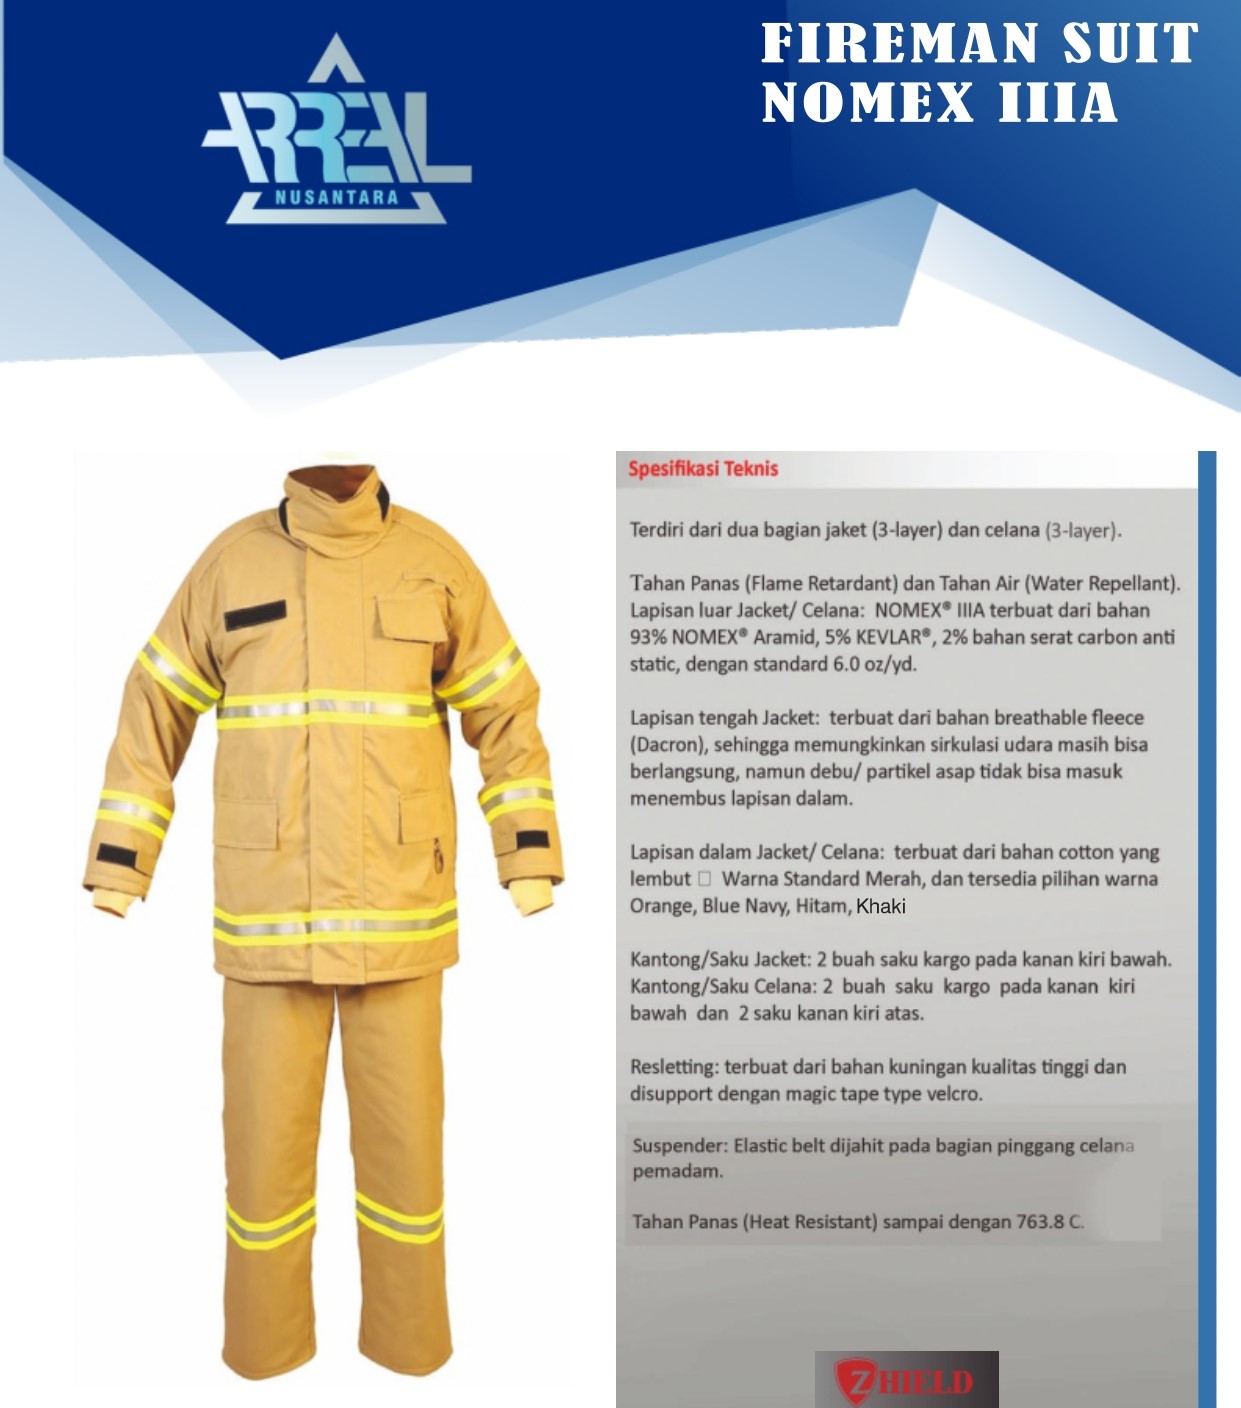 FIREMAN SUIT
NOMEX IIIA
ARREAL
NUSANTARA
Spesifikasi Teknis
Terdiri dari dua bagian jaket (3-layer) dan celana (3-layer).
Tahan Panas (Flame Retardant) dan Tahan Air (Water Repellant).
Lapisan luar Jacket/ Celana: NOMEX® IIIA terbuat dari bahan
93% NOMEX® Aramid, 5% KEVLAR®, 2% bahan serat carbon anti
static, dengan standard 6.0 oz/yd.
Lapisan tengah Jacket: terbuat dari bahan breathable fleece
(Dacron), sehingga memungkinkan sirkulasi udara masih bisa
berlangsung, namun debu/ partikel asap tidak bisa masuk
menembus lapisan dalam.
Lapisan dalam Jacket/ Celana: terbuat dari bahan cotton yang
lembut □ Warna Standard Merah, dan tersedia pilihan warna
Orange, Blue Navy, Hitam, Khaki
Kantong/Saku Jacket: 2 buah saku kargo pada kanan kiri bawah.
Kantong/Saku Celana: 2 buah saku kargo pada kanan kiri
bawah dan 2 saku kanan kiri atas.
Resletting: terbuat dari bahan kuningan kualitas tinggi dan
disupport dengan magic tape type velcro.
Suspender: Elastic belt dijahit pada bagian pinggang celana
pemadam.
Tahan Panas (Heat Resistant) sampai dengan 763.8 C.
ZHIELD